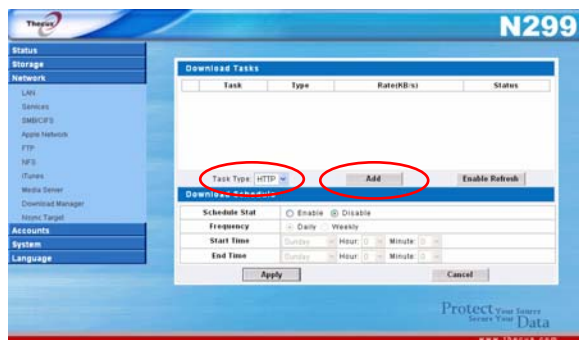 Thecus
N299
Status
Storage
Network
LAN
Services
SMB/CIFS
Apple Network
FTP
NFS
iTunes
Media Server
Download Manager
Nsync Target
Accounts
System
Language
Download Tasks
Task Type Rate(KB/s) Status
Task Type: HTTP Add Enable Refresh
Download Schedule
Schedule Stat Enable Disable
Frequency Daily Weekly
Start Time Sunday Hour: 0 Minute: 0
End Time Sunday Hour: 0 Minute: 0
Apply Cancel
Protect Your Source
Secure Your Data
www.thecus.com